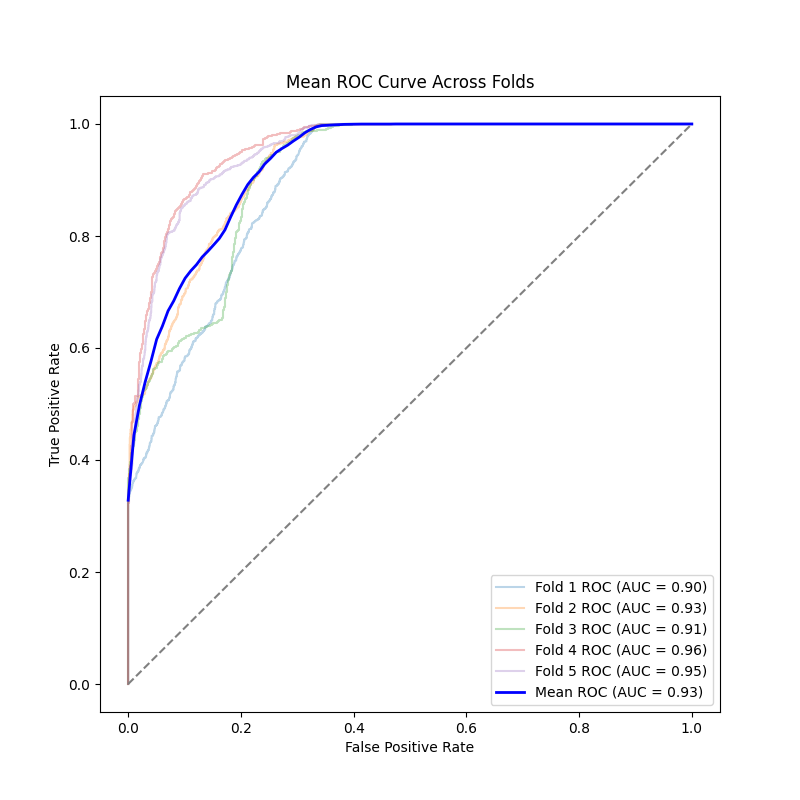 Mean ROC Curve Across Folds
True Positive Rate
1.0
0.8
0.6
0.4
0.2
0.0
0.0 0.2 0.4 0.6 0.8 1.0
False Positive Rate
Fold 1 ROC (AUC = 0.90)
Fold 2 ROC (AUC = 0.93)
Fold 3 ROC (AUC = 0.91)
Fold 4 ROC (AUC = 0.96)
Fold 5 ROC (AUC = 0.95)
Mean ROC (AUC = 0.93)